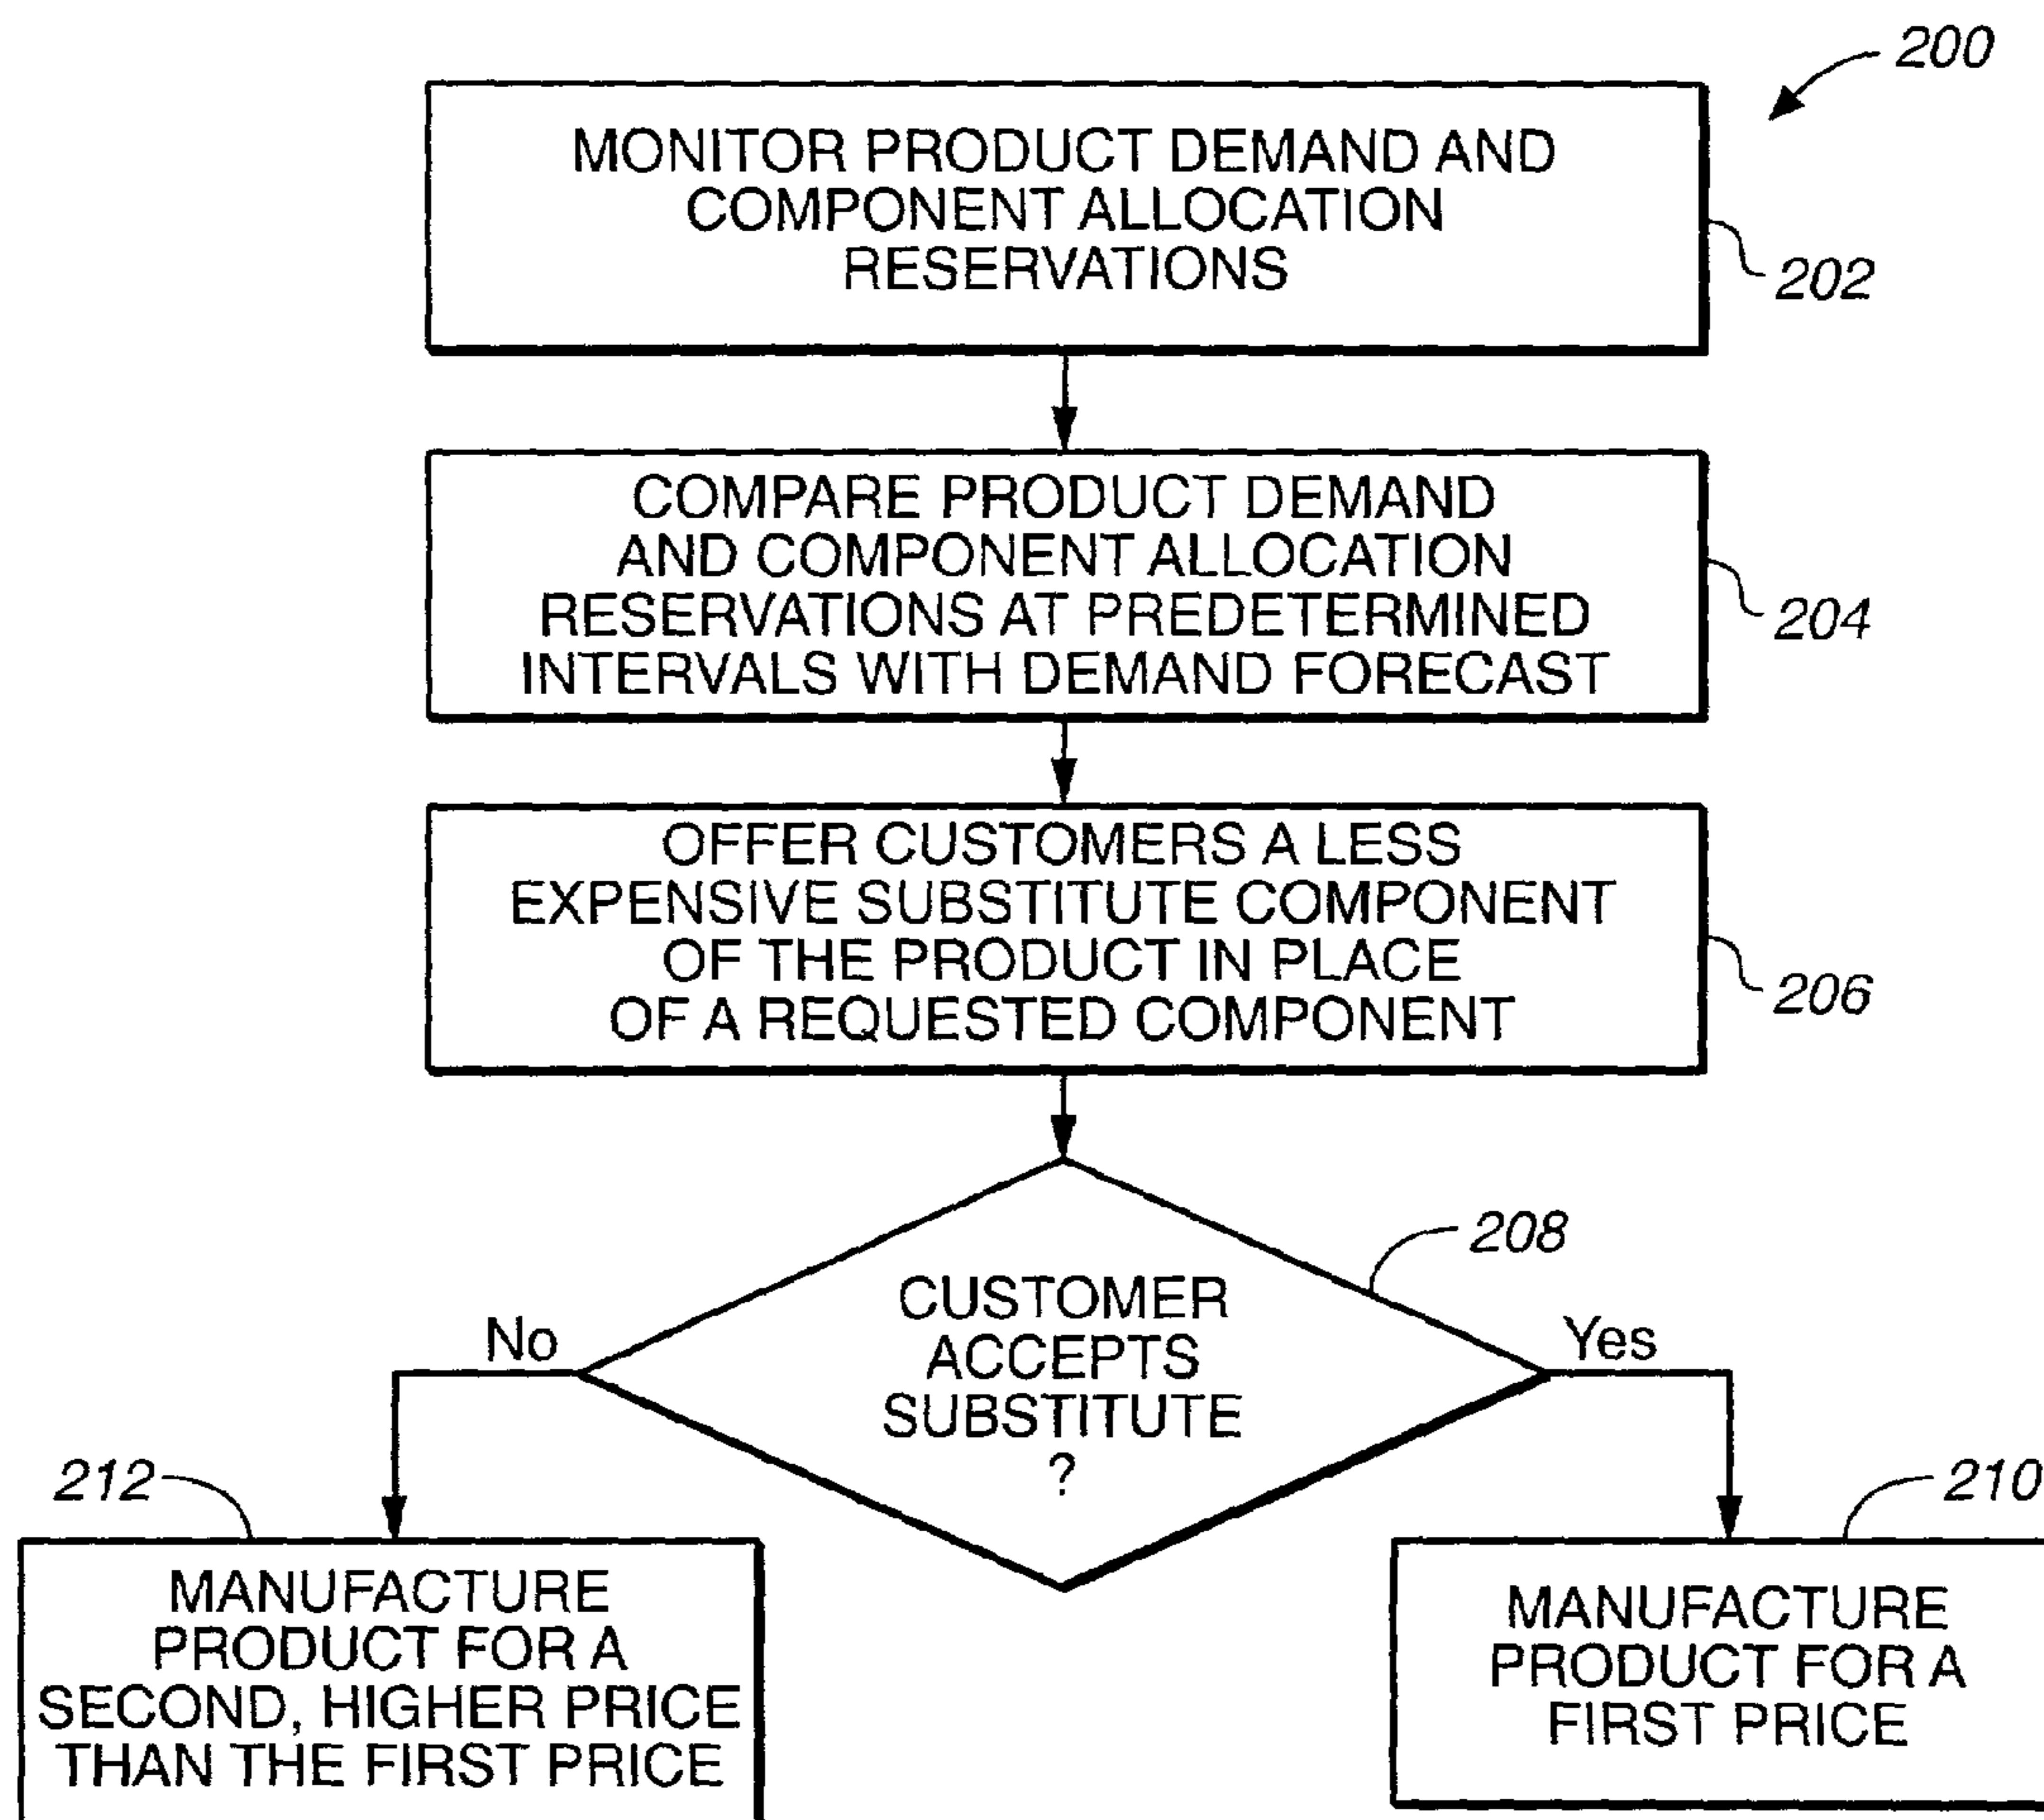 200
MONITOR PRODUCT DEMAND AND
COMPONENT ALLOCATION
RESERVATIONS
202
COMPARE PRODUCT DEMAND
AND COMPONENT ALLOCATION
RESERVATIONS AT PREDETERMINED
INTERVALS WITH DEMAND FORECAST
204
OFFER CUSTOMERS A LESS
EXPENSIVE SUBSTITUTE COMPONENT
OF THE PRODUCT IN PLACE
OF A REQUESTED COMPONENT
206
208
CUSTOMER
ACCEPTS
SUBSTITUTE
?
No
Yes
212
MANUFACTURE
PRODUCT FOR A
SECOND, HIGHER PRICE
THAN THE FIRST PRICE
210
MANUFACTURE
PRODUCT FOR A
FIRST PRICE